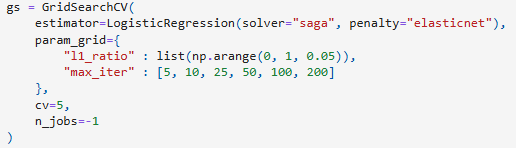 gs = GridSearchCV(
    estimator=LogisticRegression(solver="saga", penalty="elasticnet"),
    param_grid={
        "l1_ratio" : list(np.arange(0, 1, 0.05)),
        "max_iter" : [5, 10, 25, 50, 100, 200]
    },
    cv=5,
    n_jobs=-1
)